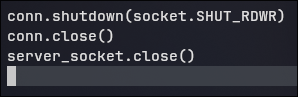 conn.shutdown(socket.SHUT_RDWR)
conn.close()
server_socket.close()